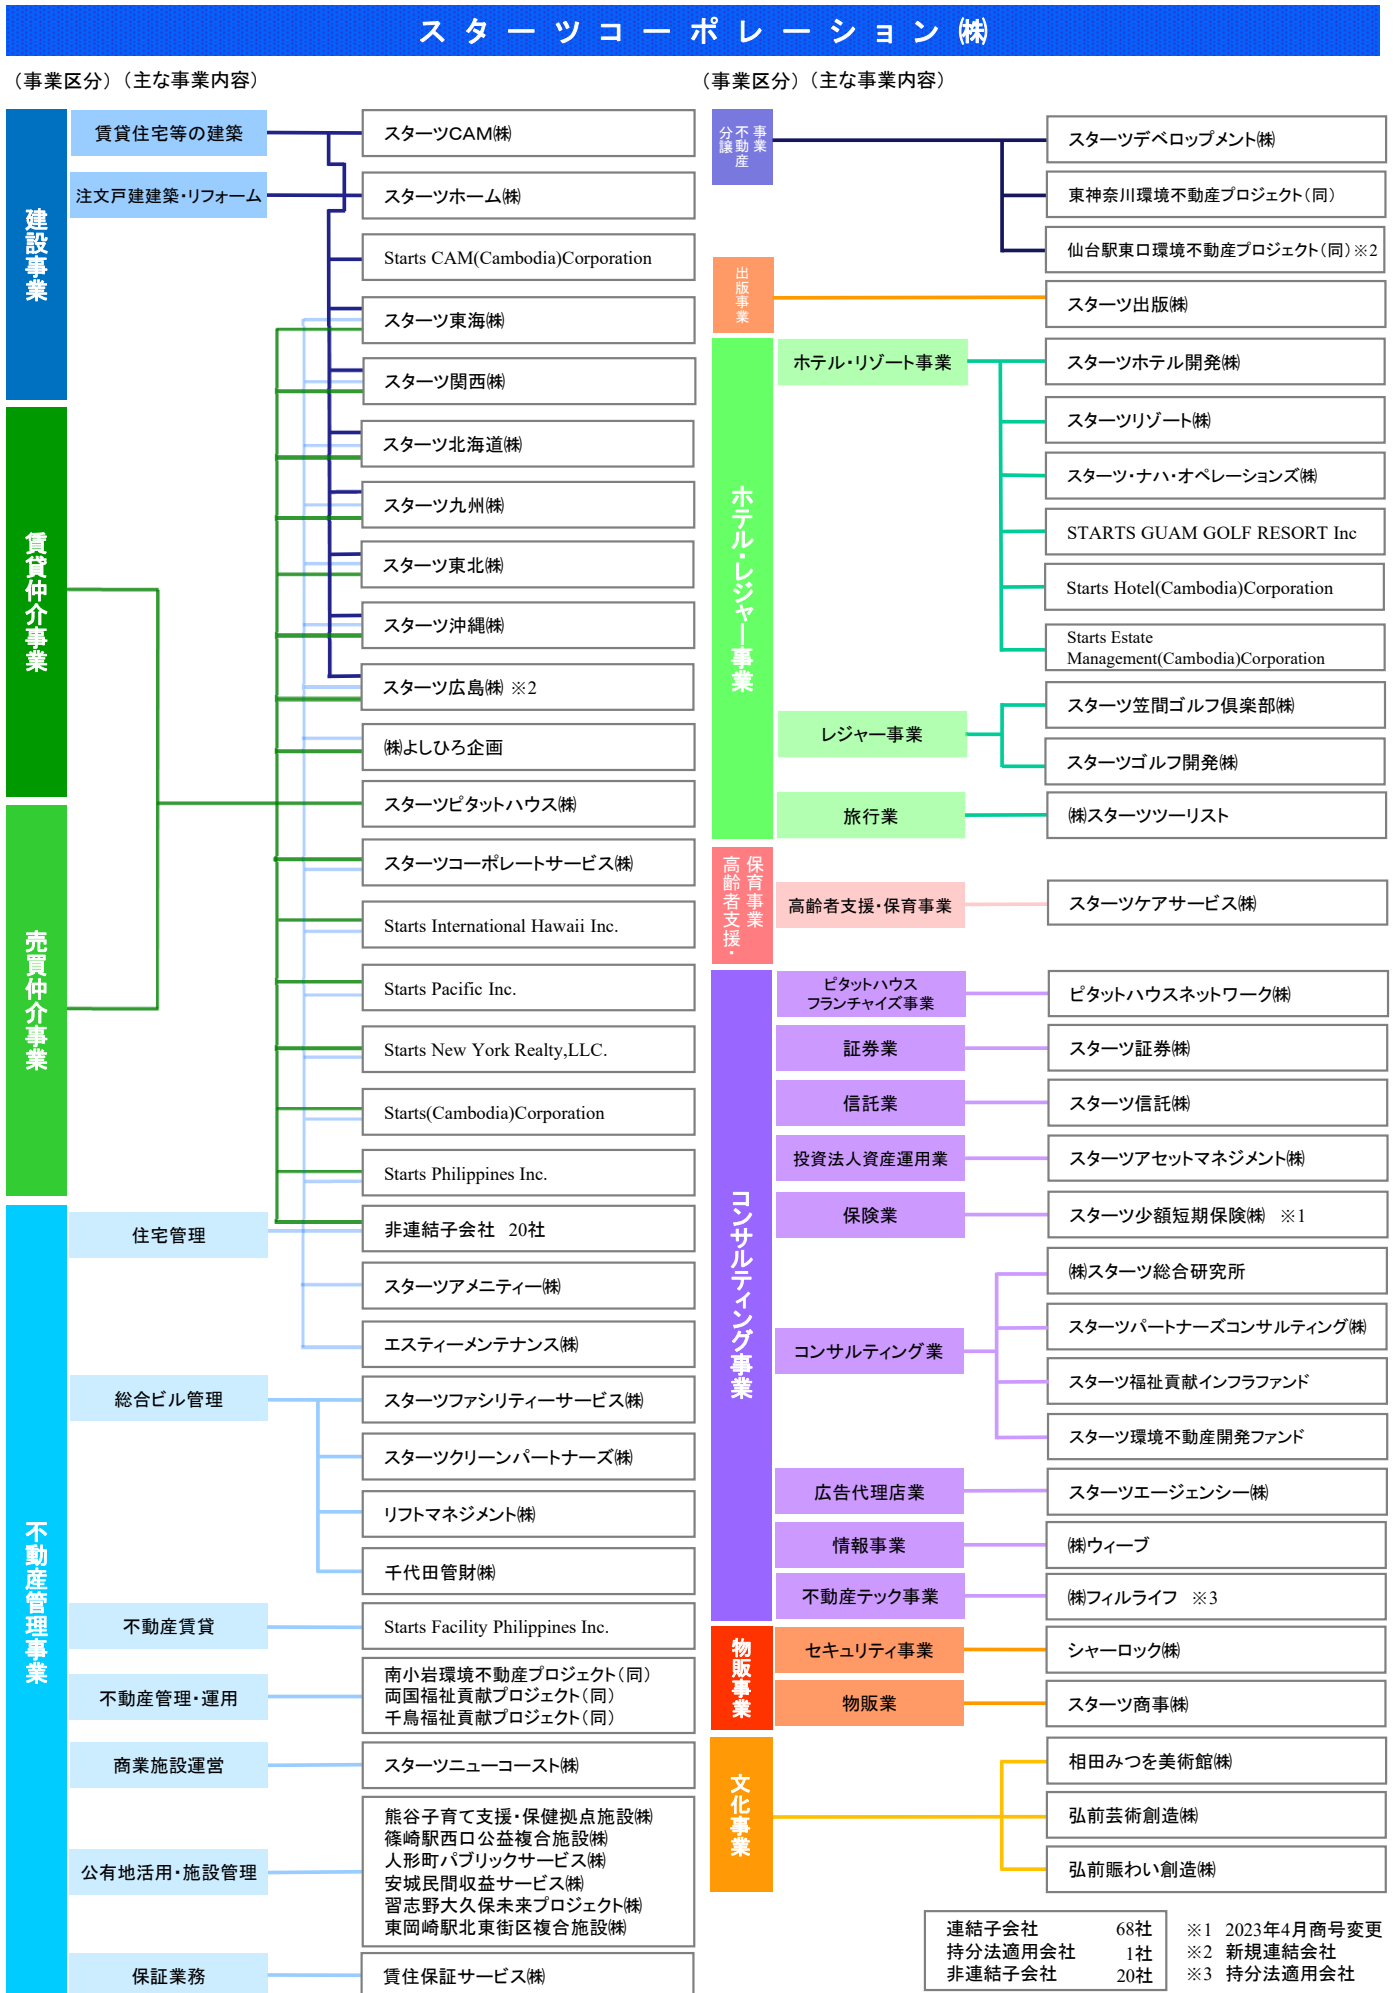 スターツコーポレーション㈱
（事業区分）（主な事業内容）
建設事業
賃貸住宅等の建築
注文戸建建築・リフォーム
スターツCAM㈱
スターツホーム㈱
Starts CAM(Cambodia)Corporation
スターツ東海㈱
スターツ関西㈱
スターツ北海道㈱
スターツ九州㈱
スターツ東北㈱
スターツ沖縄㈱
スターツ広島㈱ ※2
賃貸仲介事業
売買仲介事業
㈱よしひろ企画
スターツピタットハウス㈱
スターツコーポレートサービス㈱
Starts International Hawaii Inc.
Starts Pacific Inc.
Starts New York Realty,LLC.
Starts(Cambodia)Corporation
Starts Philippines Inc.
非連結子会社 20社
不動産管理事業
住宅管理
スターツアメニティー㈱
エスティーメンテナンス㈱
総合ビル管理
スターツファシリティーサービス㈱
スターツクリーンパートナーズ㈱
リフトマネジメント㈱
千代田管財㈱
不動産賃貸
Starts Facility Philippines Inc.
不動産管理・運用
南小岩環境不動産プロジェクト（同）
両国福祉貢献プロジェクト（同）
千鳥福祉貢献プロジェクト（同）
商業施設運営
スターツニューコースト㈱
公有地活用・施設管理
熊谷子育て支援・保健拠点施設㈱
篠崎駅西口公益複合施設㈱
人形町パブリックサービス㈱
安城民間収益サービス㈱
習志野大久保未来プロジェクト㈱
東岡崎駅北東街区複合施設㈱
保証業務
賃住保証サービス㈱
（事業区分）（主な事業内容）
分譲
不動産
事業
スターツデベロップメント㈱
東神奈川環境不動産プロジェクト（同）
仙台駅東口環境不動産プロジェクト（同）※2
出版事業
スターツ出版㈱
ホテル・レジャー事業
ホテル・リゾート事業
スターツホテル開発㈱
スターツリゾート㈱
スターツ・ナハ・オペレーションズ㈱
STARTS GUAM GOLF RESORT Inc
Starts Hotel(Cambodia)Corporation
Starts Estate
Management(Cambodia)Corporation
レジャー事業
スターツ笠間ゴルフ倶楽部㈱
スターツゴルフ開発㈱
旅行業
㈱スターツツーリスト
高齢者支援・
保育事業
高齢者支援・保育事業
スターツケアサービス㈱
コンサルティング事業
ピタットハウス
フランチャイズ事業
ピタットハウスネットワーク㈱
証券業
スターツ証券㈱
信託業
スターツ信託㈱
投資法人資産運用業
スターツアセットマネジメント㈱
保険業
スターツ少額短期保険㈱ ※1
コンサルティング業
㈱スターツ総合研究所
スターツパートナーズコンサルティング㈱
スターツ福祉貢献インフラファンド
スターツ環境不動産開発ファンド
広告代理店業
スターツエージェンシー㈱
情報事業
㈱ウィーブ
不動産テック事業
㈱フィルライフ ※3
物販事業
セキュリティ事業
シャーロック㈱
物販業
スターツ商事㈱
文化事業
相田みつを美術館㈱
弘前芸術創造㈱
弘前賑わい創造㈱
連結子会社 68社
持分法適用会社 1社
非連結子会社 20社
※1 2023年4月商号変更
※2 新規連結会社
※3 持分法適用会社